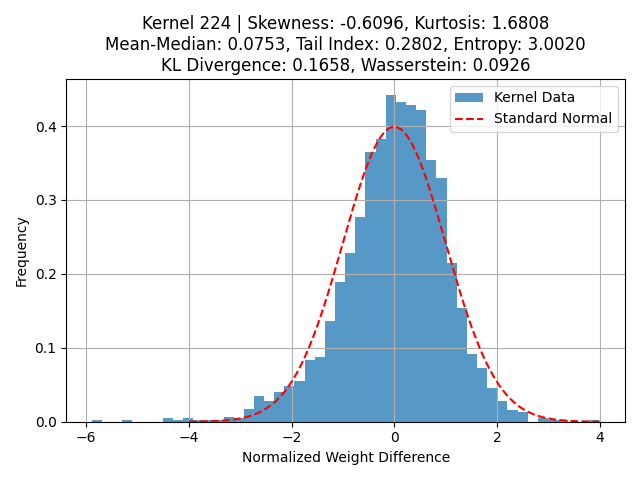 Kernel 224 | Skewness: -0.6096, Kurtosis: 1.6808
Mean-Median: 0.0753, Tail Index: 0.2802, Entropy: 3.0020
KL Divergence: 0.1658, Wasserstein: 0.0926
Kernel Data
Standard Normal
Frequency
0.4
0.3
0.2
0.1
0.0
−6
−4
−2
0
2
4
Normalized Weight Difference